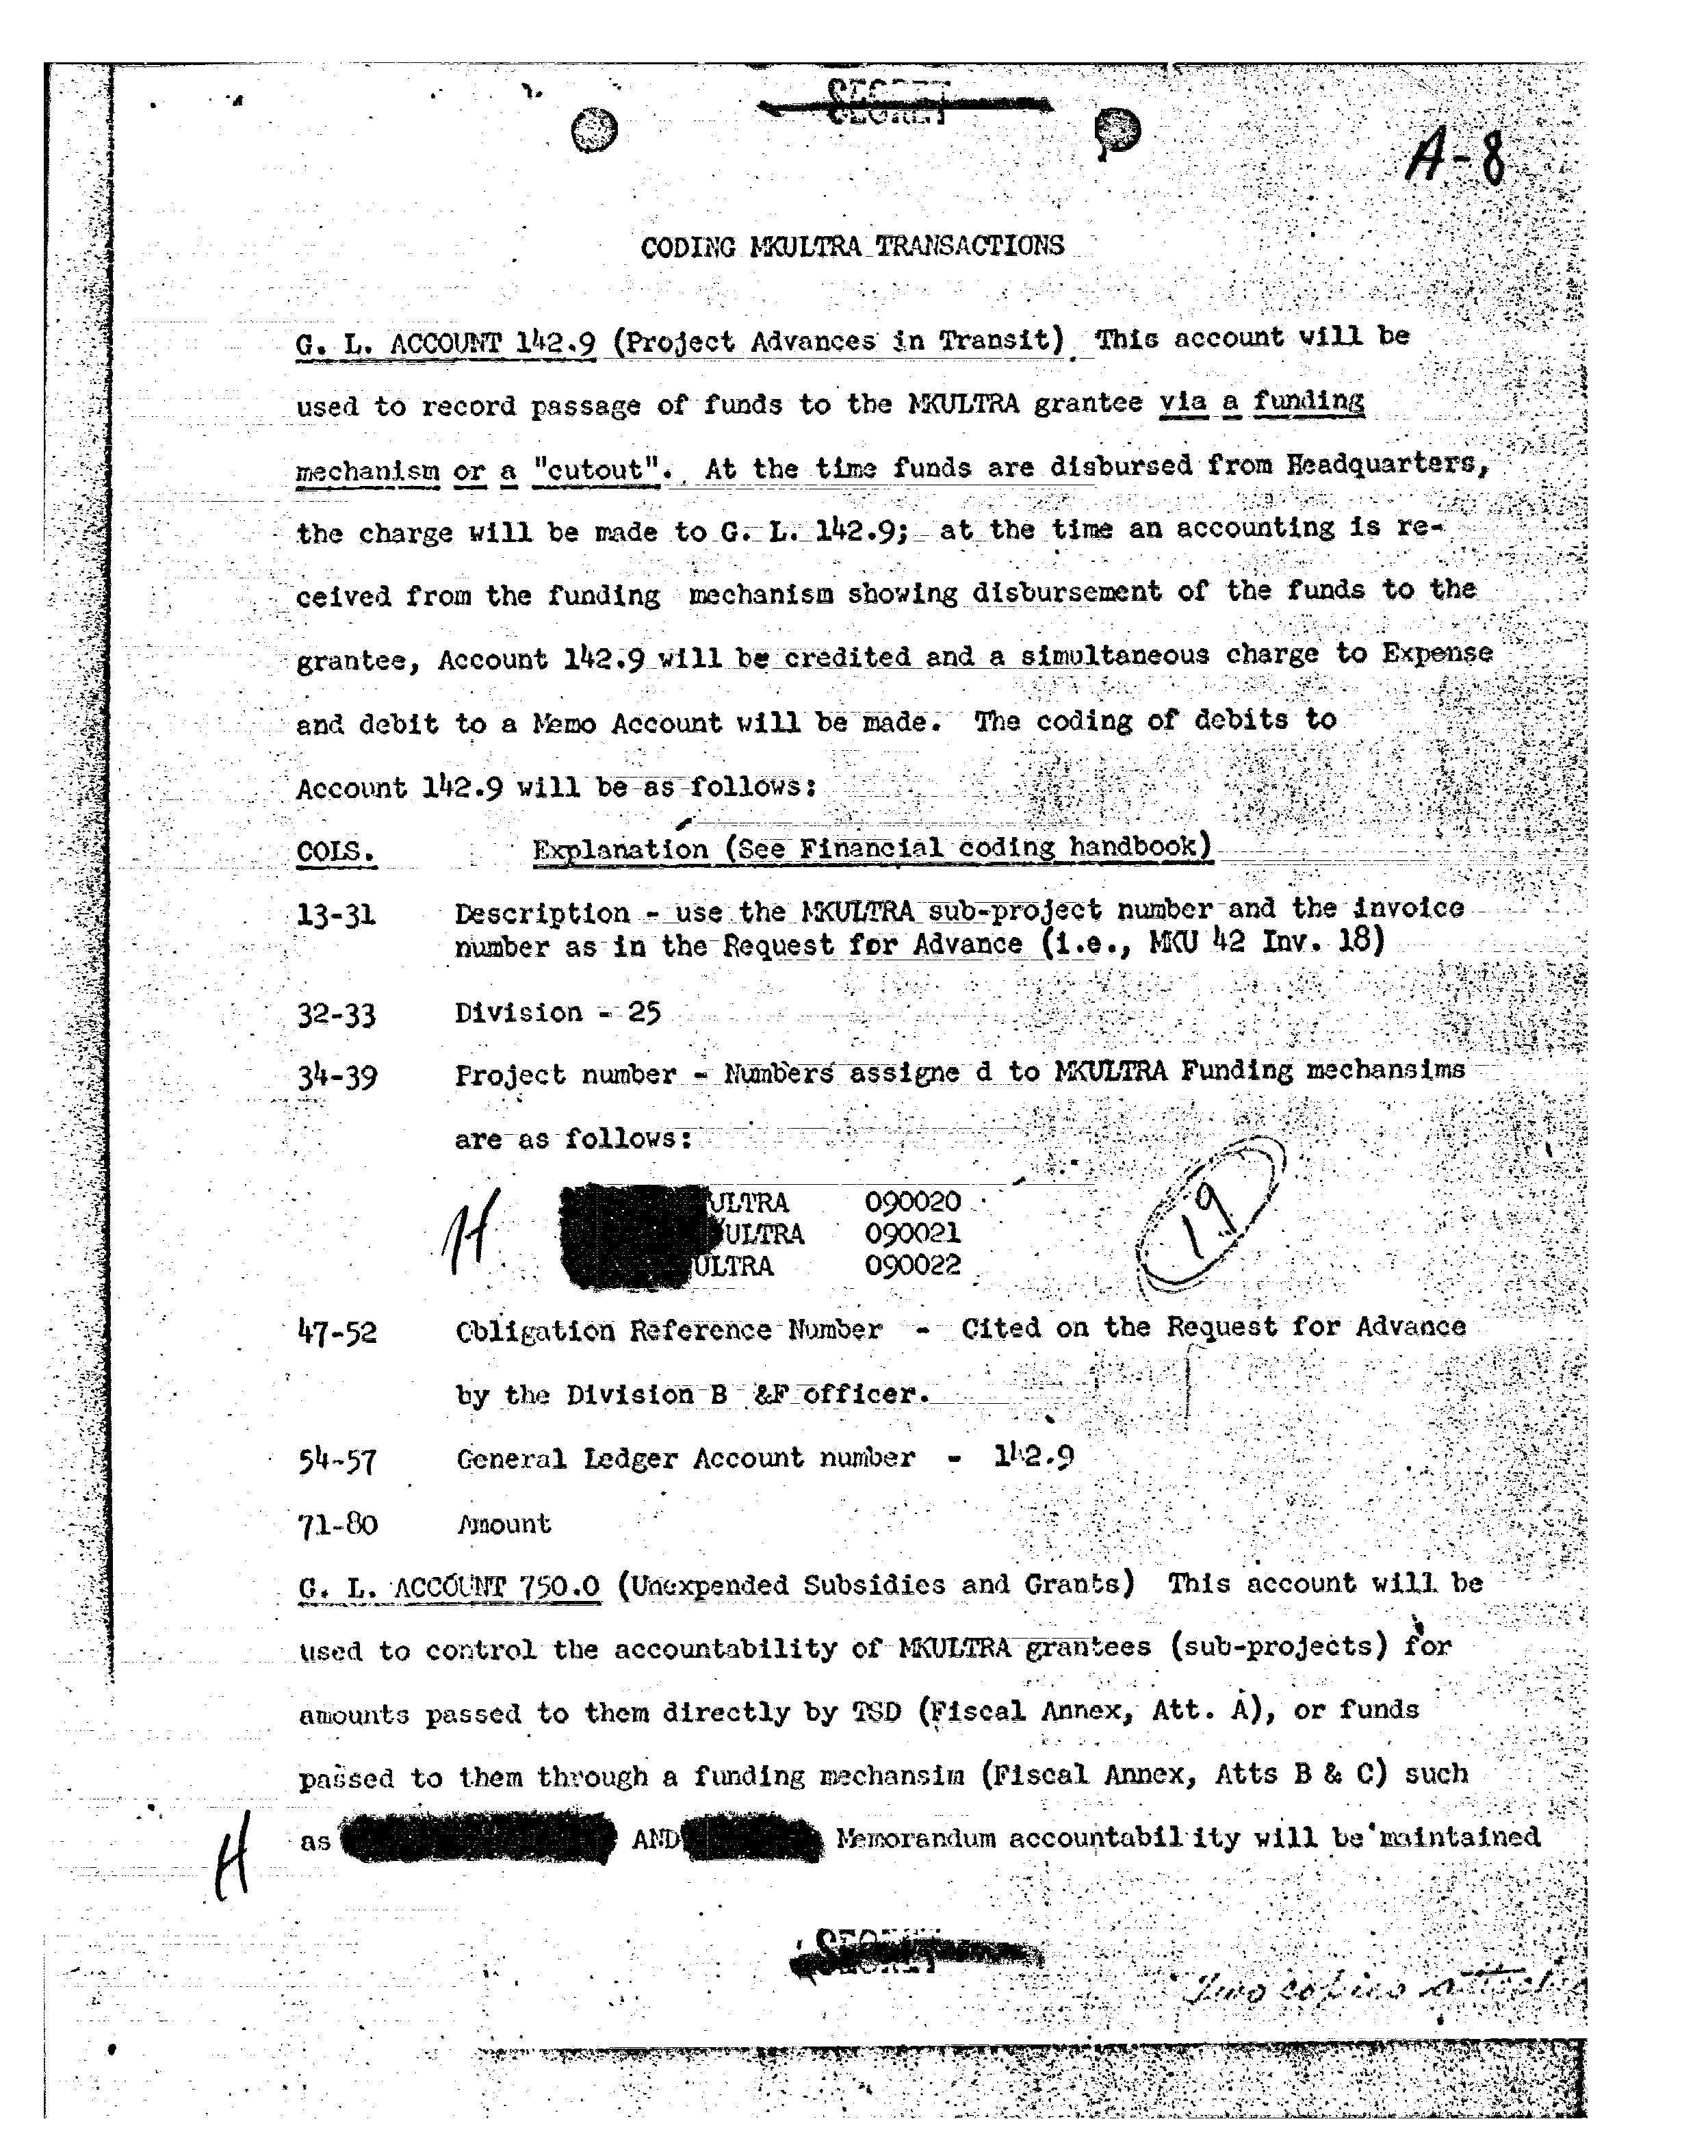 SECRET
A-8
CODING MKULTRA TRANSACTIONS
G. L. ACCOUNT 142.9 (Project Advances in Transit) This account will be
used to record passage of funds to the MKULTRA grantee via a funding
mechanism or a "cutout". At the time funds are disbursed from Headquarters,
the charge will be made to G. L. 142.9; at the time an accounting is re-
ceived from the funding mechanism showing disbursement of the funds to the
grantee, Account 142.9 will be credited and a simultaneous charge to Expense
and debit to a Memo Account will be made. The coding of debits to
Account 142.9 will be as follows:
COLS. Explanation (See Financial coding handbook)
13-31 Description - use the MKULTRA sub-project number and the invoice
number as in the Request for Advance (i.e., MKU 42 Inv. 18)
32-33 Division - 25
34-39 Project number - Numbers assigne d to MKULTRA Funding mechansims
are as follows:
ULTRA 090020
H KULTRA 090021 19
ULTRA 090022
47-52 Obligation Reference Number - Cited on the Request for Advance
by the Division B &F officer.
54-57 General Ledger Account number - 142.9
71-80 Amount
G. L. ACCOUNT 750.0 (Unexpended Subsidies and Grants) This account will be
used to control the accountability of MKULTRA grantees (sub-projects) for
amounts passed to them directly by TSD (Fiscal Annex, Att. A), or funds
passed to them through a funding mechansim (Fiscal Annex, Atts B & C) such
H as AND Memorandum accountability will be maintained
SECRET
Two copies